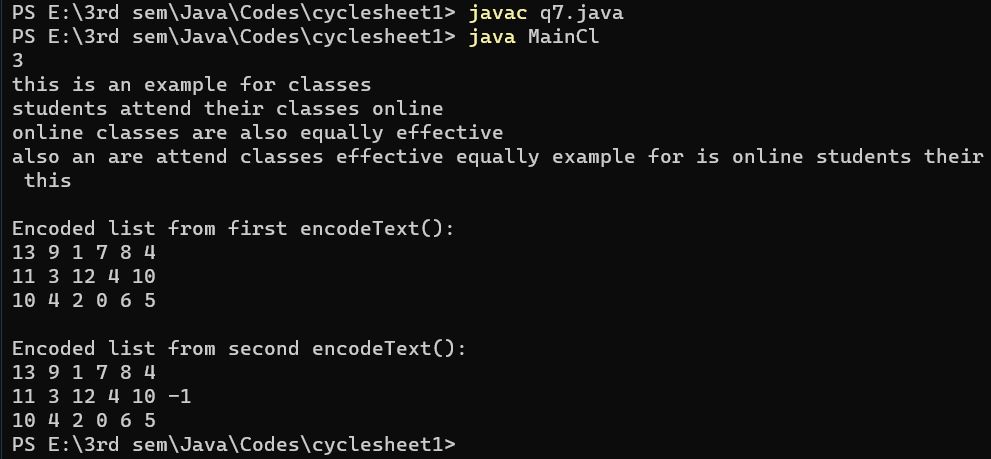 PS E:\3rd sem\Java\Codes\cyclesheet1> javac q7.java
PS E:\3rd sem\Java\Codes\cyclesheet1> java MainCl
3
this is an example for classes
students attend their classes online
online classes are also equally effective
also an are attend classes effective equally example for is online students their
 this

Encoded list from first encodeText():
13 9 1 7 8 4
11 3 12 4 10
10 4 2 0 6 5

Encoded list from second encodeText():
13 9 1 7 8 4
11 3 12 4 10 -1
10 4 2 0 6 5
PS E:\3rd sem\Java\Codes\cyclesheet1>